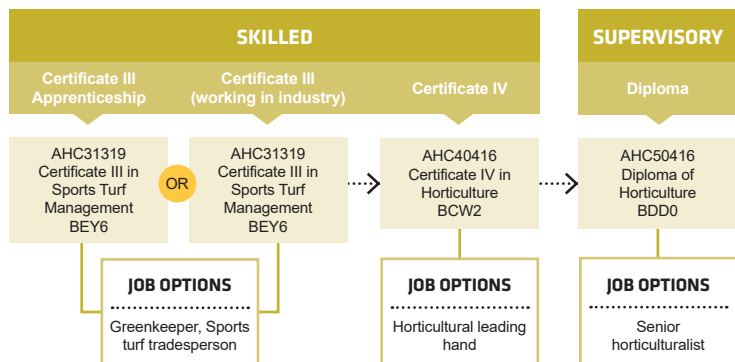 SKILLED
SUPERVISORY
Certificate III
Apprenticeship
Certificate III
(working in industry)
Certificate IV
Diploma
AHC31319
Certificate III in
Sports Turf
Management
BEY6
OR
AHC31319
Certificate III in
Sports Turf
Management
BEY6
AHC40416
Certificate IV in
Horticulture
BCW2
AHC50416
Diploma of
Horticulture
BDD0
JOB OPTIONS
Greenkeeper, Sports
turf tradesperson
JOB OPTIONS
Horticultural leading
hand
JOB OPTIONS
Senior
horticulturalist